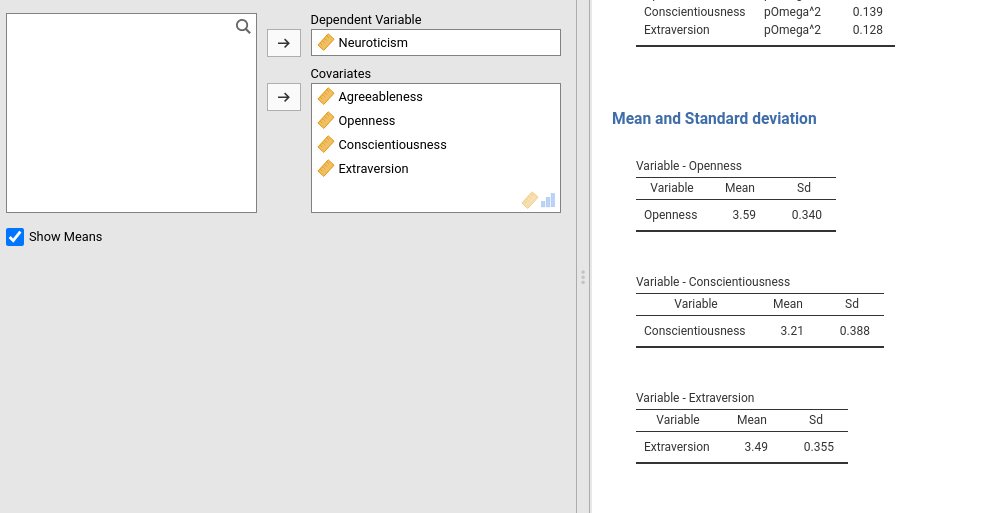 Dependent Variable
Neuroticism
Covariates
Agreeableness
Openness
Conscientiousness
Extraversion
Show Means
Conscientiousness pOmega^2 0.139
Extraversion pOmega^2 0.128
Mean and Standard deviation
Variable - Openness
Variable Mean Sd
Openness 3.59 0.340
Variable - Conscientiousness
Variable Mean Sd
Conscientiousness 3.21 0.388
Variable - Extraversion
Variable Mean Sd
Extraversion 3.49 0.355